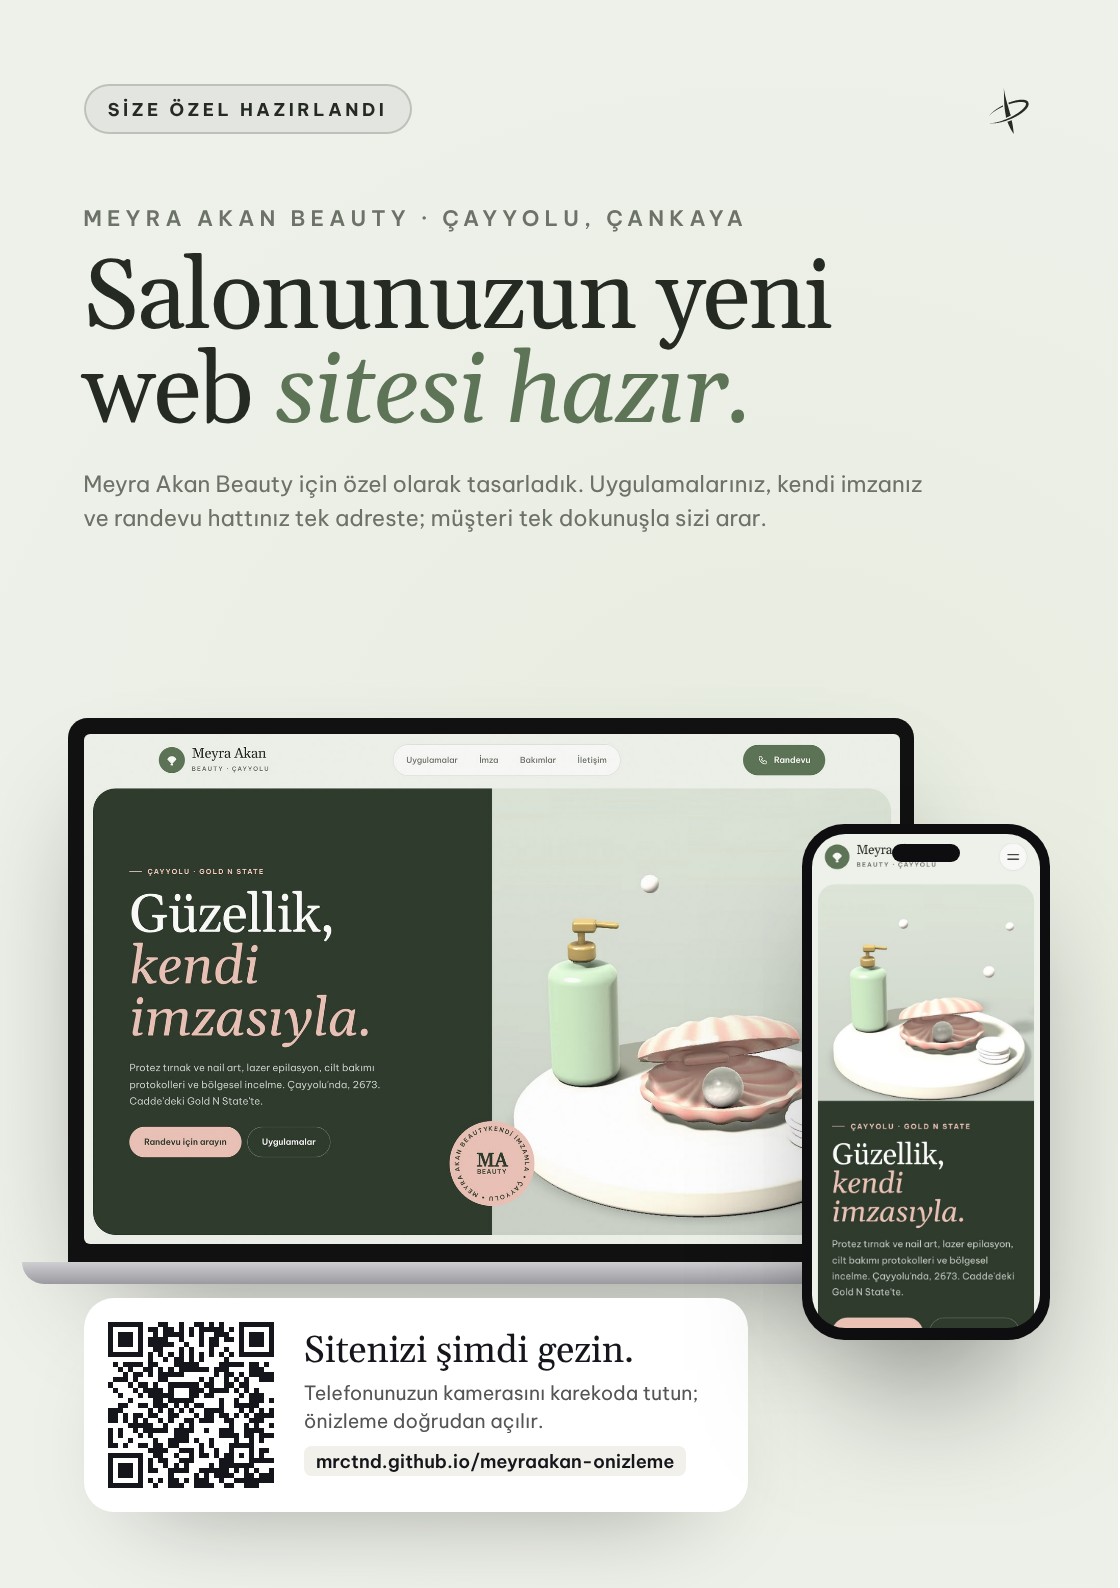 SİZE ÖZEL HAZIRLANDI
MEYRA AKAN BEAUTY · ÇAYYOLU, ÇANKAYA
Salonunuzun yeni
web sitesi hazır.
Meyra Akan Beauty için özel olarak tasarladık. Uygulamalarınız, kendi imzanız
ve randevu hattınız tek adreste; müşteri tek dokunuşla sizi arar.
Meyra Akan
BEAUTY · ÇAYYOLU
Uygulamalar İmza Bakımlar İletişim
Randevu
ÇAYYOLU · GOLD N STATE
Güzellik,
kendi
imzasıyla.
Protez tırnak ve nail art, lazer epilasyon, cilt bakımı
protokolleri ve bölgesel incelme. Çayyolu'nda, 2673.
Cadde'deki Gold N State'te.
Randevu için arayın Uygulamalar
MEYRA AKAN BEAUTY KENDİ İMZAMLA • ÇAYYOLU •
MA
BEAUTY
Meyra
BEAUTY · ÇAYYOLU
ÇAYYOLU · GOLD N STATE
Güzellik,
kendi
imzasıyla.
Protez tırnak ve nail art, lazer epilasyon,
cilt bakımı protokolleri ve bölgesel
incelme. Çayyolu'nda, 2673. Cadde'deki
Gold N State'te.
Sitenizi şimdi gezin.
Telefonunuzun kamerasını karekoda tutun;
önizleme doğrudan açılır.
mrctnd.github.io/meyraakan-onizleme